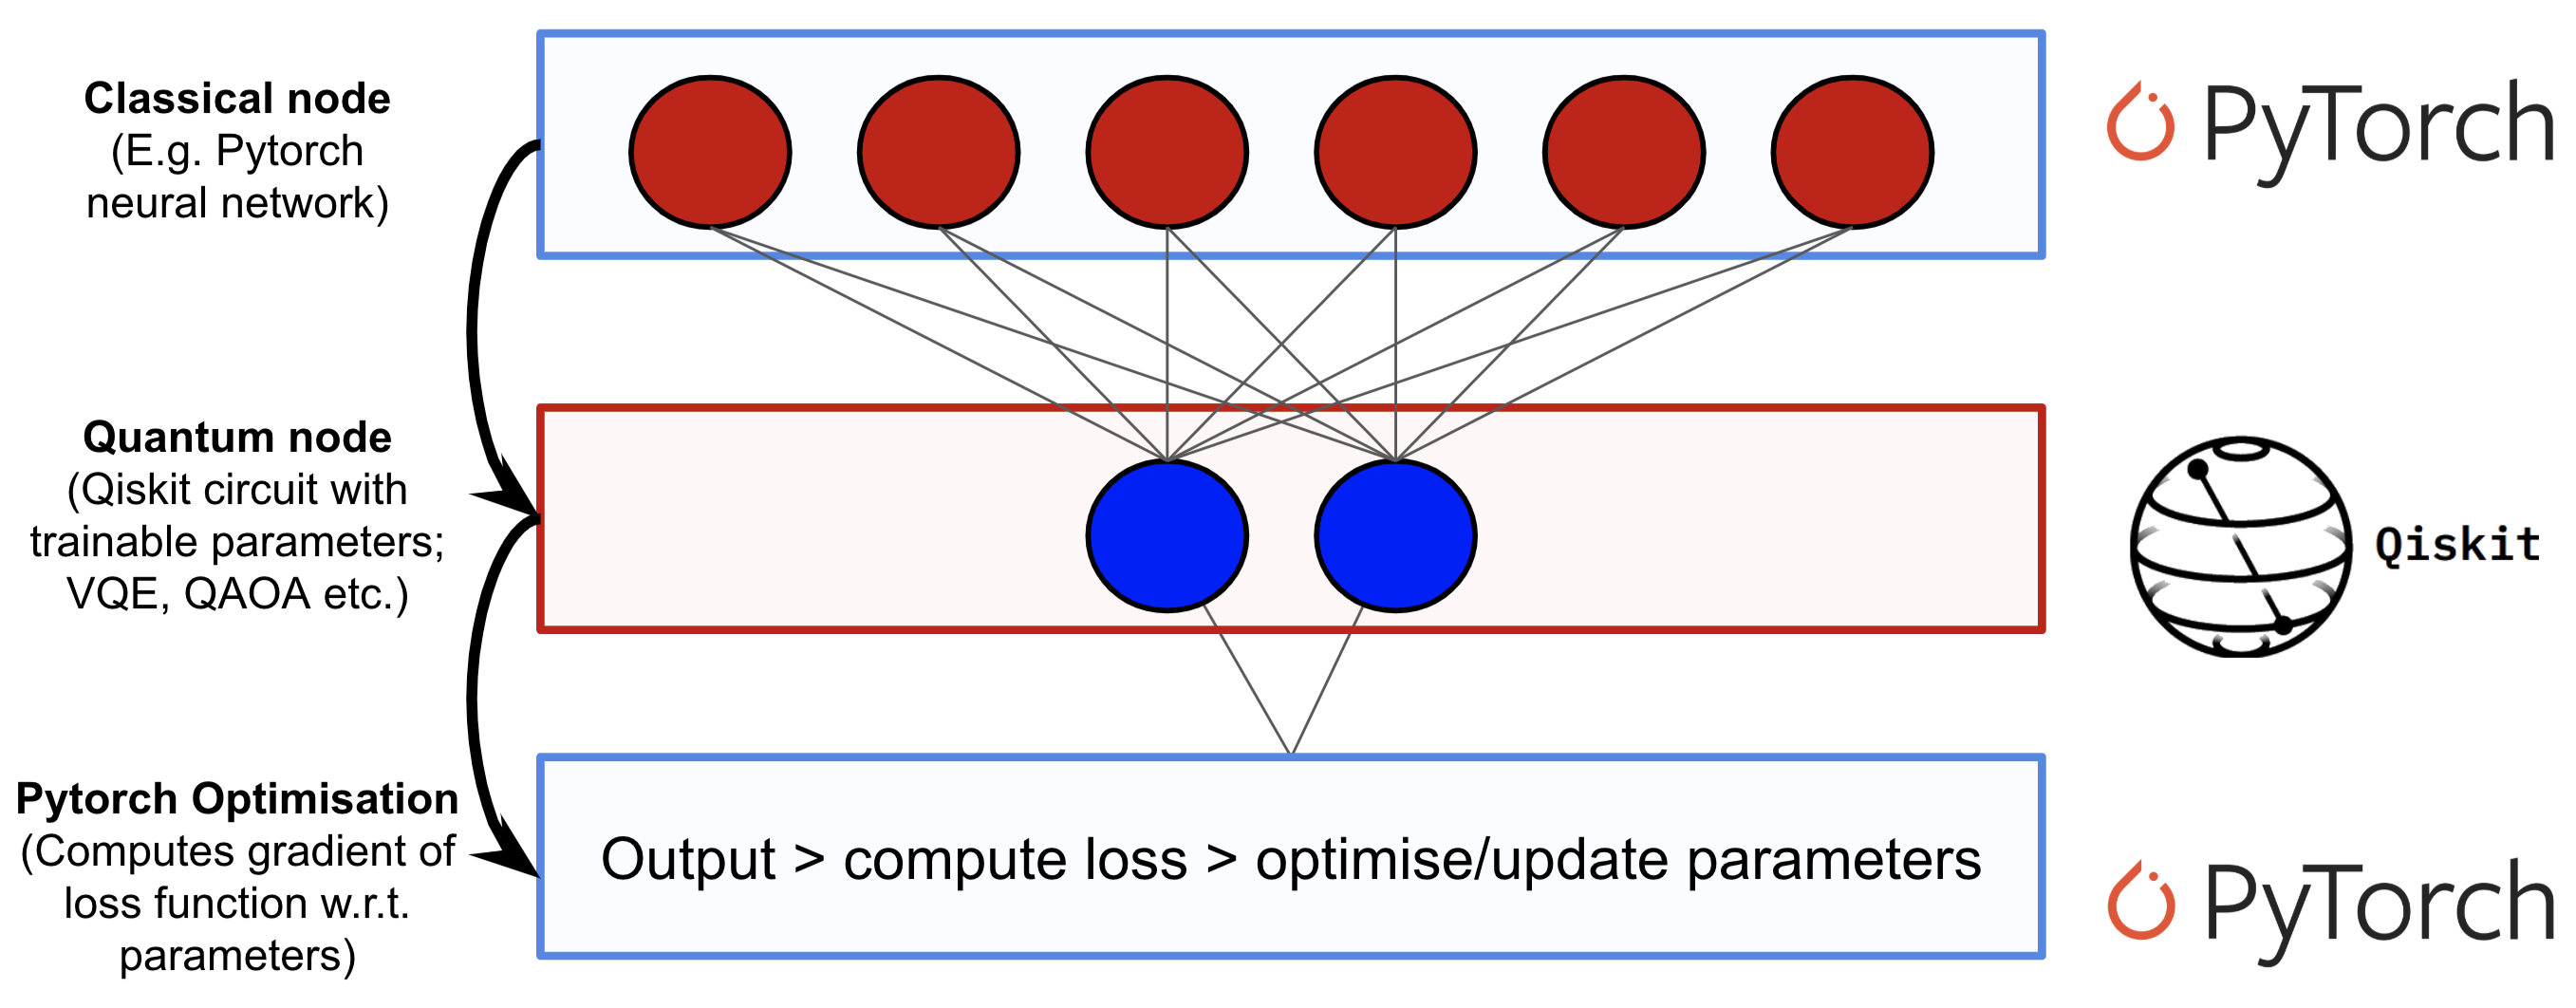 Classical node
(E.g. Pytorch
neural network)
PyTorch
Quantum node
(Qiskit circuit with
trainable parameters;
VQE, QAOA etc.)
Qiskit
Pytorch Optimisation
(Computes gradient of
loss function w.r.t.
parameters)
Output > compute loss > optimise/update parameters
PyTorch